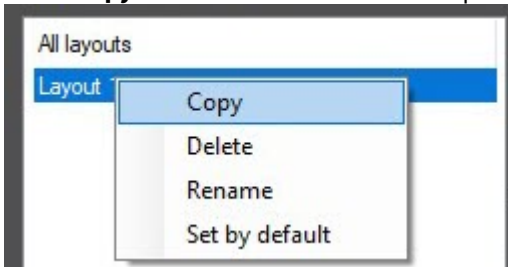 All layouts
Layout
Copy
Delete
Rename
Set by default